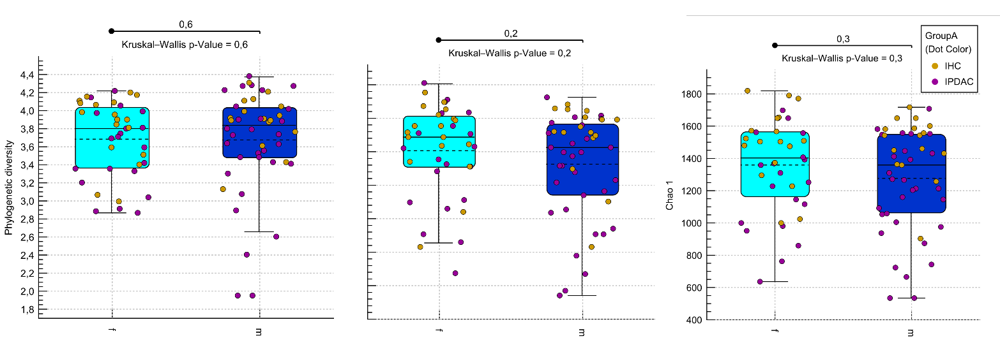 0,6
Kruskal–Wallis p-Value = 0,6
Phylogenetic diversity
4,4
4,2
4,0
3,8
3,6
3,4
3,2
3,0
2,8
2,6
2,4
2,2
2,0
1,8
f
m
0,2
Kruskal–Wallis p-Value = 0,2
f
m
0,3
Kruskal–Wallis p-Value = 0,3
GroupA
(Dot Color)
IHC
IPDAC
Chao 1
1800
1600
1400
1200
1000
800
600
400
f
m